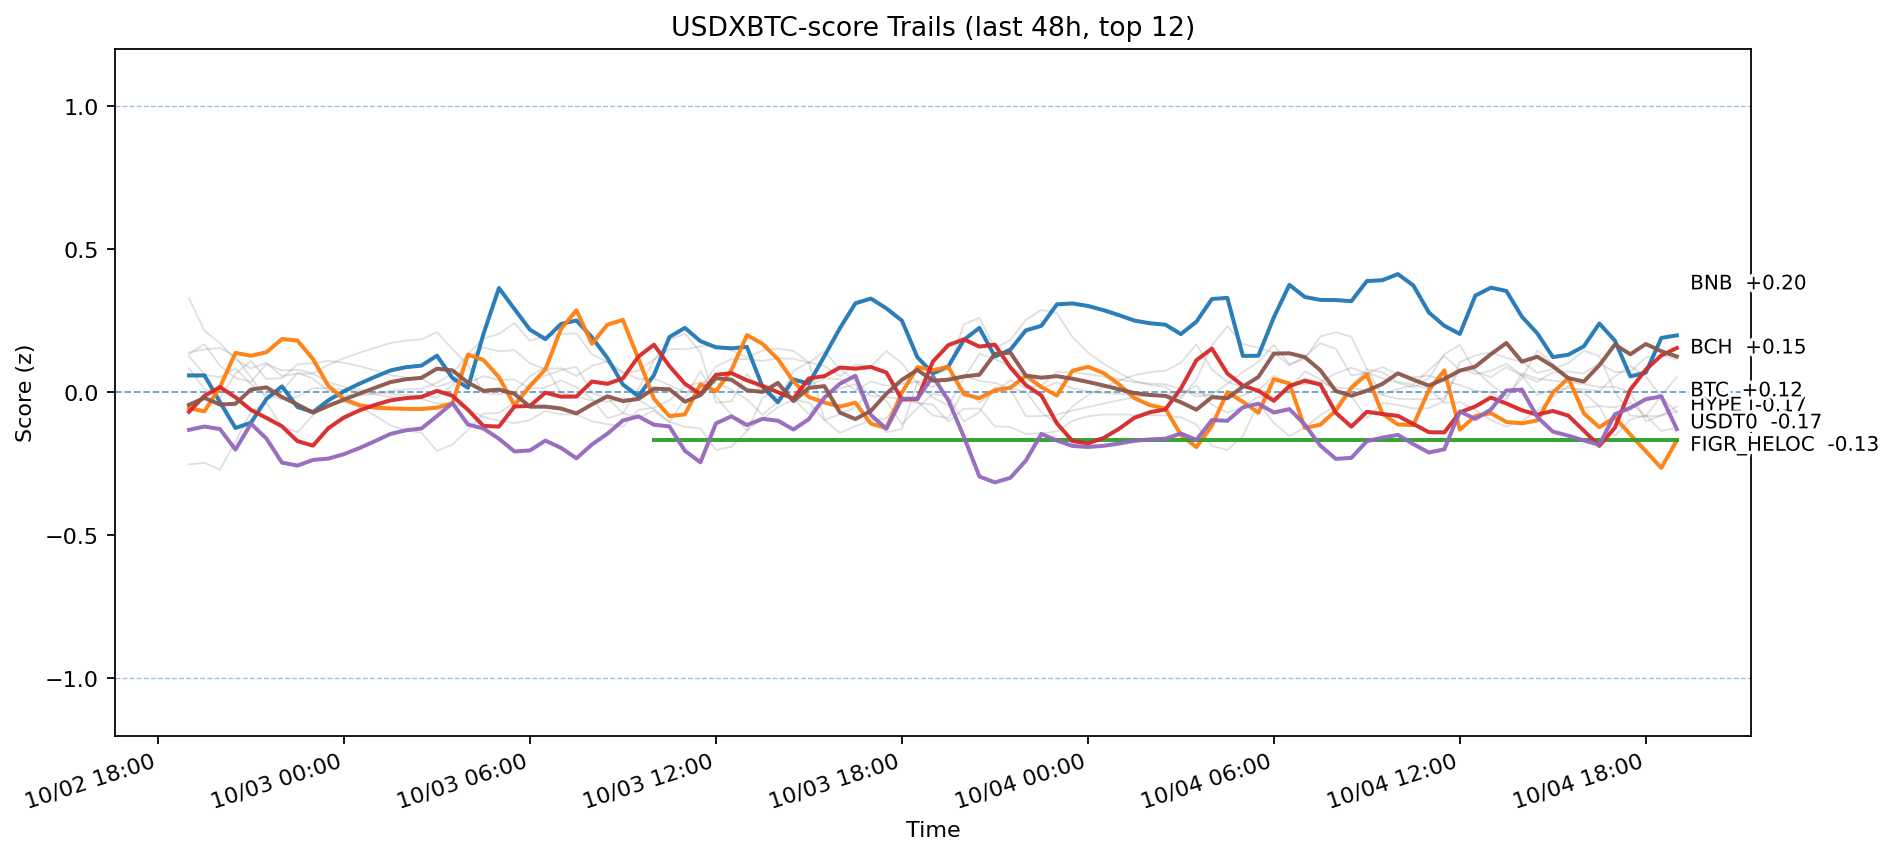 USDXBTC-score Trails (last 48h, top 12)
Score (z)
1.0
0.5
0.0
−0.5
−1.0
BNB +0.20
BCH +0.15
BTC +0.12
HYPE -0.17
USDT0 -0.17
FIGR_HELOC -0.13
10/02 18:00
10/03 00:00
10/03 06:00
10/03 12:00
10/03 18:00
10/04 00:00
10/04 06:00
10/04 12:00
10/04 18:00
Time